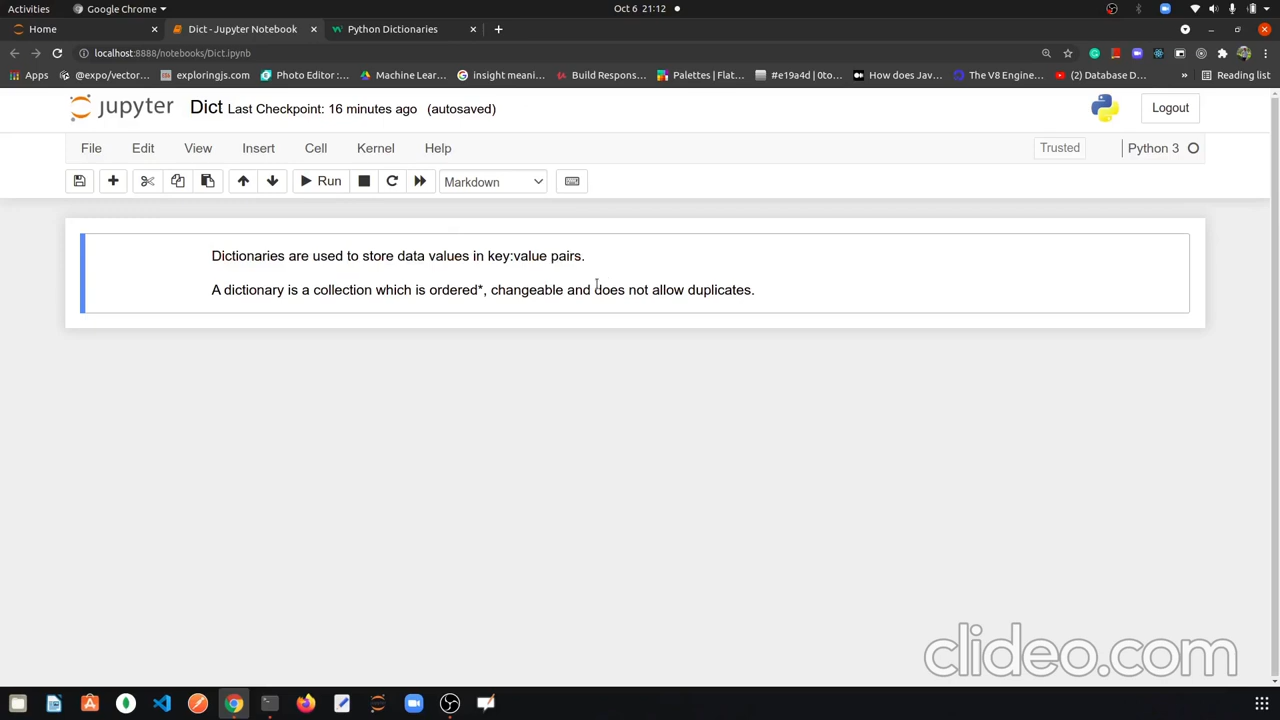 Activities
Google Chrome
Oct 6 21:12
Home
Dict - Jupyter Notebook
Python Dictionaries
localhost:8888/notebooks/Dict.ipynb
Apps
@expo/vector...
exploringjs.com
Photo Editor :...
Machine Lear...
insight meani...
Build Respons...
Palettes | Flat...
#e19a4d | 0to...
How does Jav...
The V8 Engine...
(2) Database D...
»
Reading list
jupyter
Dict Last Checkpoint: 16 minutes ago (autosaved)
Logout
File Edit View Insert Cell Kernel Help
Trusted
Python 3
Run
Markdown
Dictionaries are used to store data values in key:value pairs.
A dictionary is a collection which is ordered*, changeable and does not allow duplicates.
clideo.com